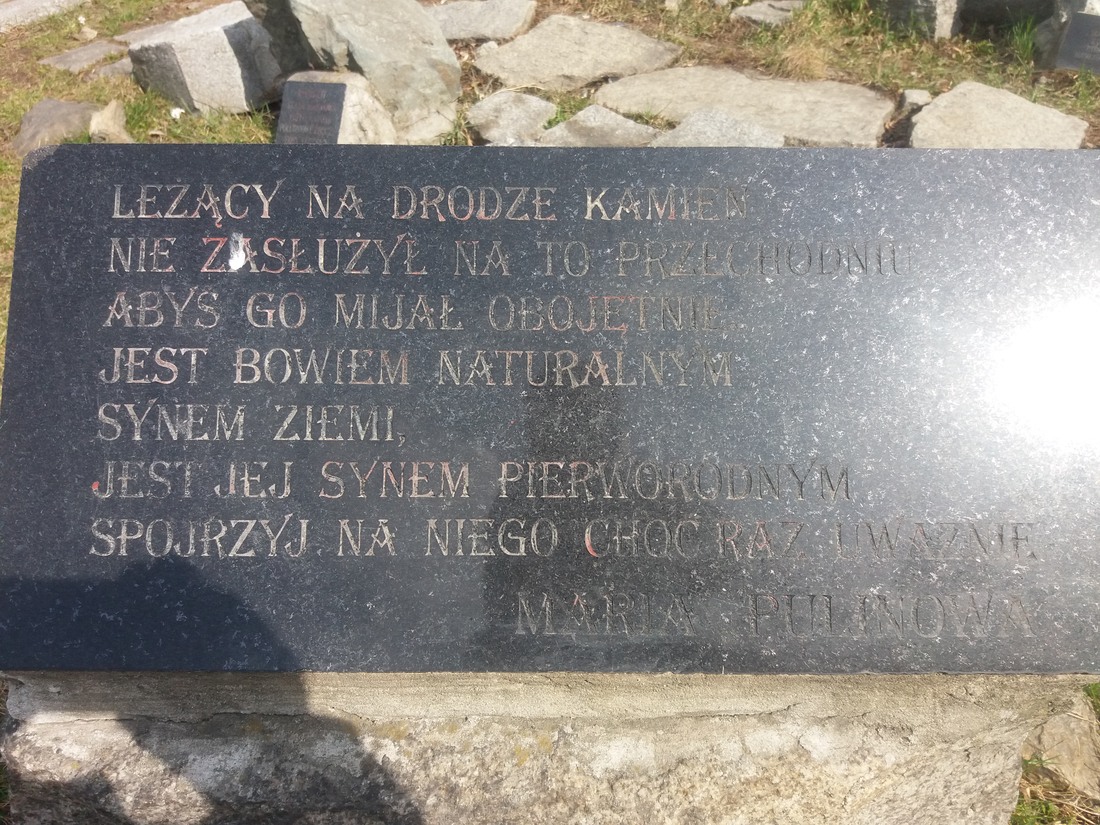 LEŻĄCY NA DRODZE KAMIEŃ
NIE ZASŁUŻYŁ NA TO PRZECHODNIU
ABYŚ GO MIJAŁ OBOJĘTNIE.
JEST BOWIEM NATURALNYM
SYNEM ZIEMI,
JEST JEJ SYNEM PIERWORODNYM
SPOJRZYJ NA NIEGO CHOĆ RAZ UWAŻNIE
MARIA PULINOWA